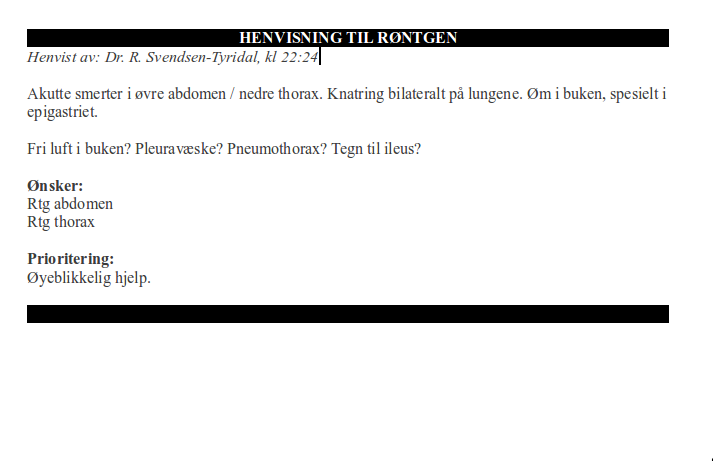 HENVISNING TIL RØNTGEN
Henvist av: Dr. R. Svendsen-Tyridal, kl 22:24
Akutte smerter i øvre abdomen / nedre thorax. Knatring bilateralt på lungene. Øm i buken, spesielt i
epigastriet.
Fri luft i buken? Pleuravæske? Pneumothorax? Tegn til ileus?
Ønsker:
Rtg abdomen
Rtg thorax
Prioritering:
Øyeblikkelig hjelp.